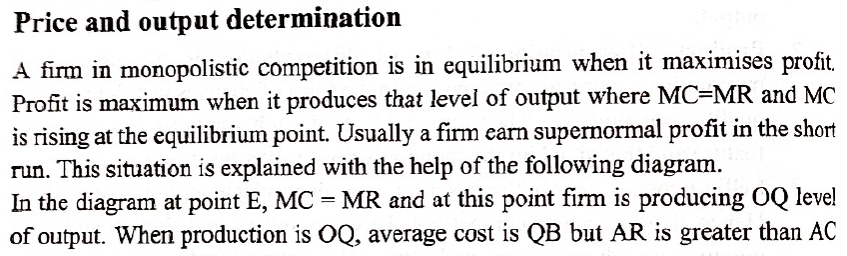 Price and output determination
A firm in monopolistic competition is in equilibrium when it maximises profit.
Profit is maximum when it produces that level of output where MC=MR and MC
is rising at the equilibrium point. Usually a firm earn supernormal profit in the short
run. This situation is explained with the help of the following diagram.
In the diagram at point E, MC = MR and at this point firm is producing OQ level
of output. When production is OQ, average cost is QB but AR is greater than AC